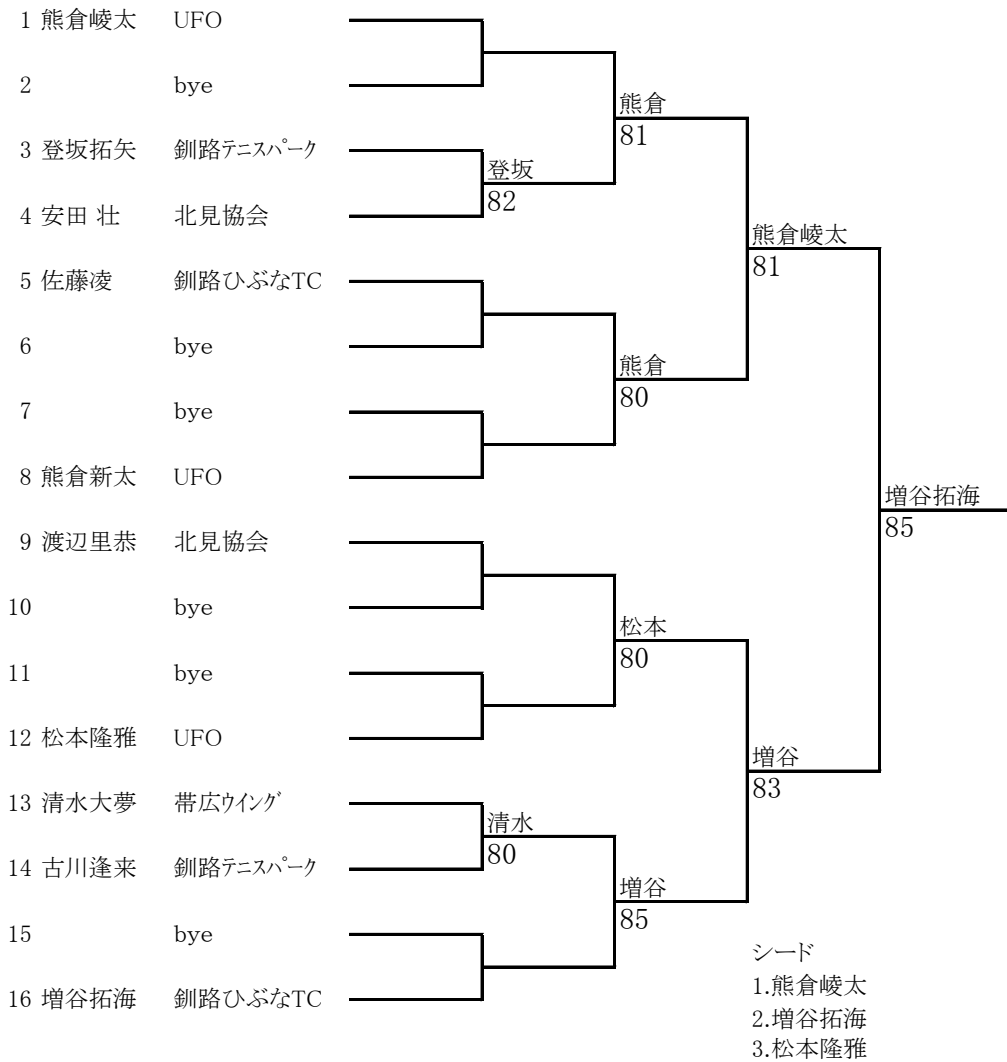 1 熊倉崚太 UFO
2 bye
熊倉
81
3 登坂拓矢 釧路テニスパーク
登坂
82
4 安田 壮 北見協会
熊倉崚太
81
5 佐藤凌 釧路ひぶなTC
6 bye
熊倉
80
7 bye
8 熊倉新太 UFO
増谷拓海
85
9 渡辺里恭 北見協会
10 bye
松本
80
11 bye
12 松本隆雅 UFO
増谷
83
13 清水大夢 帯広ウイング
清水
80
14 古川逢来 釧路テニスパーク
増谷
85
15 bye
16 増谷拓海 釧路ひぶなTC
シード
1.熊倉崚太
2.増谷拓海
3.松本隆雅